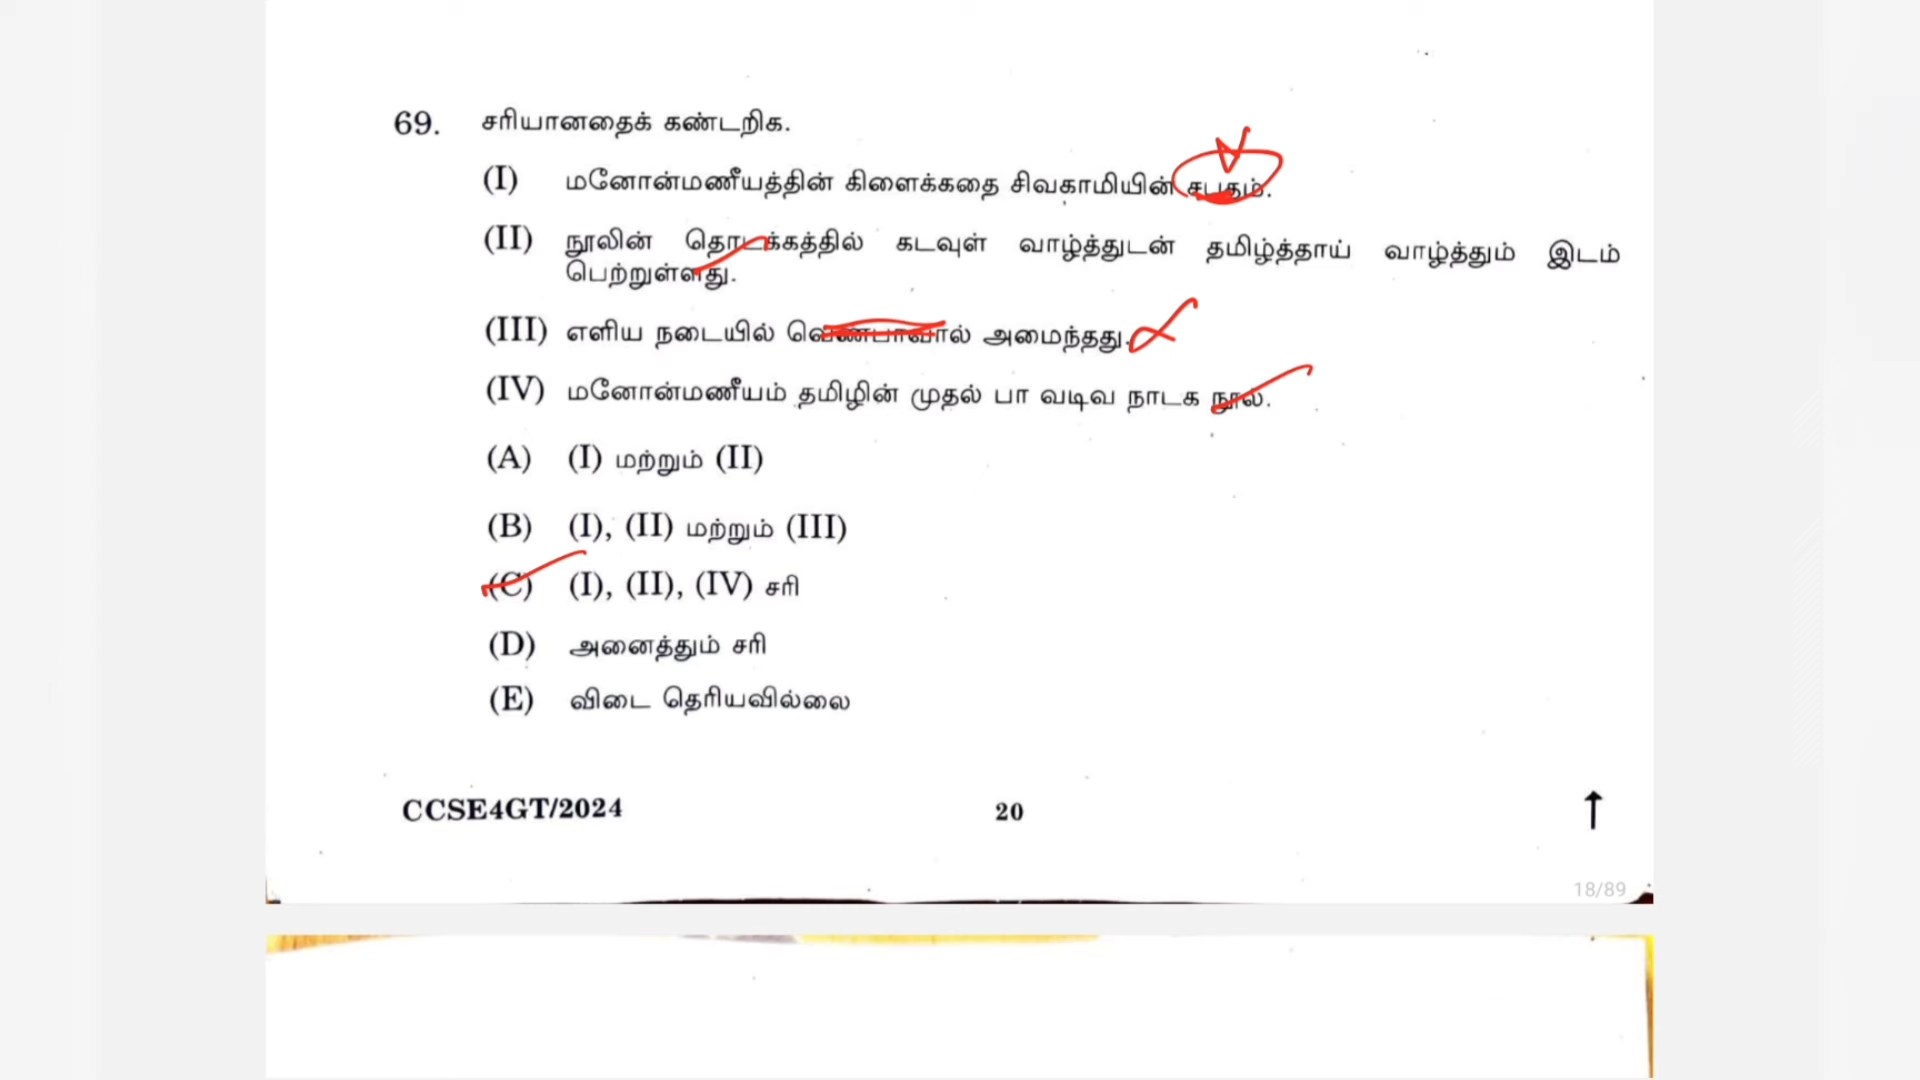 69. சரியானதைக் கண்டறிக.
(I) மனோன்மணீயத்தின் கிளைக்கதை சிவகாமியின் சபதம்.
(II) நூலின் தொடக்கத்தில் கடவுள் வாழ்த்துடன் தமிழ்த்தாய் வாழ்த்தும் இடம்
பெற்றுள்ளது.
(III) எளிய நடையில் வெண்பாவால் அமைந்தது.
(IV) மனோன்மணீயம் தமிழின் முதல் பா வடிவ நாடக நூல்.
(A) (I) மற்றும் (II)
(B) (I), (II) மற்றும் (III)
(C) (I), (II), (IV) சரி
(D) அனைத்தும் சரி
(E) விடை தெரியவில்லை
CCSE4GT/2024 20 ↑
18/89